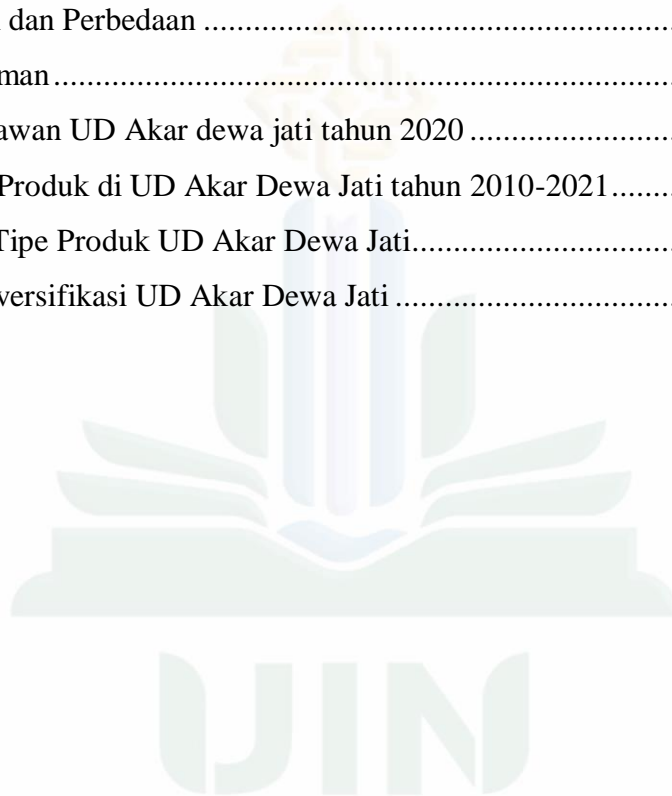 dan Perbedaan ..........................................................
awan UD Akar dewa jati tahun 2020 .........................
Produk di UD Akar Dewa Jati tahun 2010-2021.......
Tipe Produk UD Akar Dewa Jati.................................
versifikasi UD Akar Dewa Jati ...................................
UIN